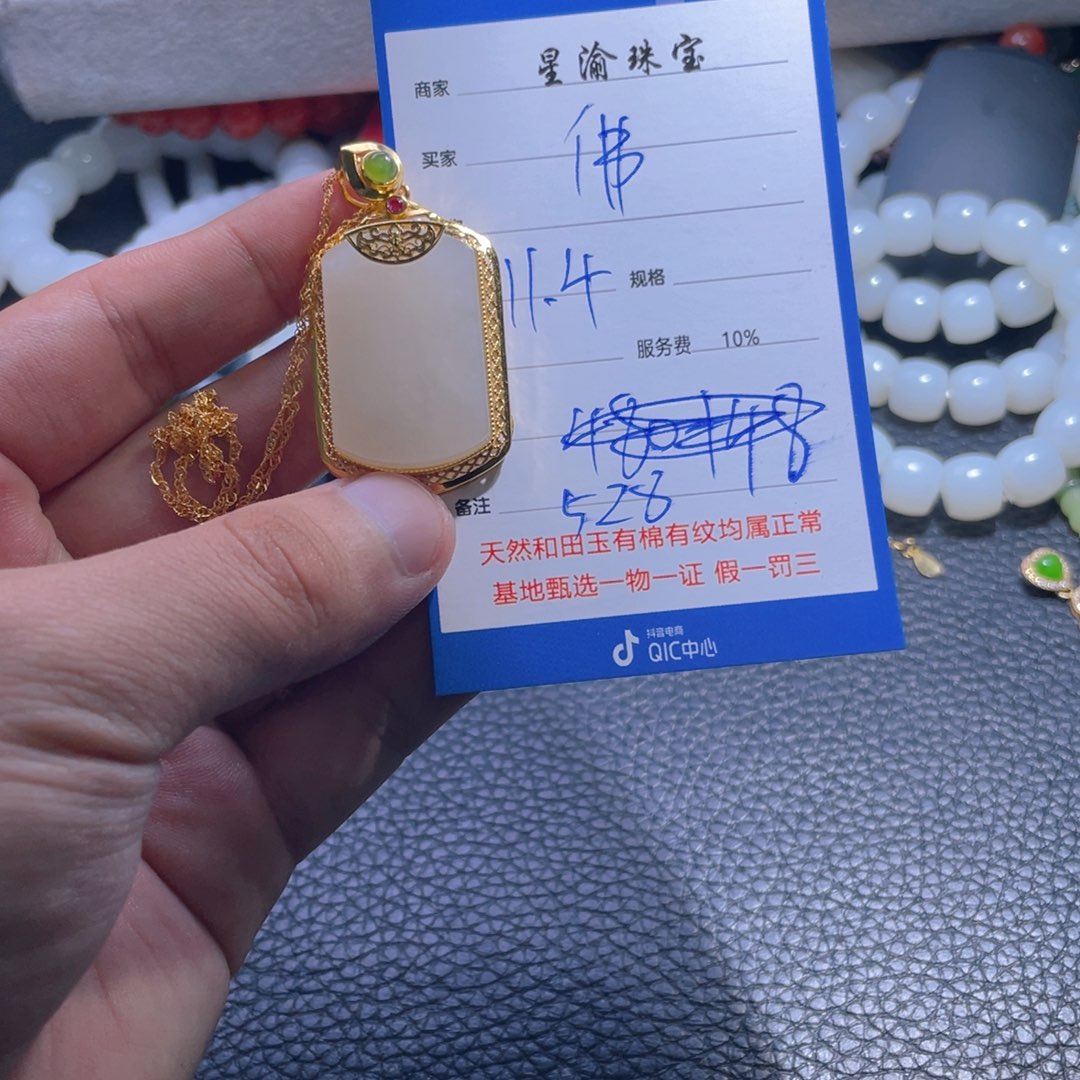 商家 星渝珠宝
买家 佛
11.4 规格
服务费 10%
备注 528
天然和田玉有棉有纹均属正常
基地甄选一物一证 假一罚三
抖音电商
QIC中心